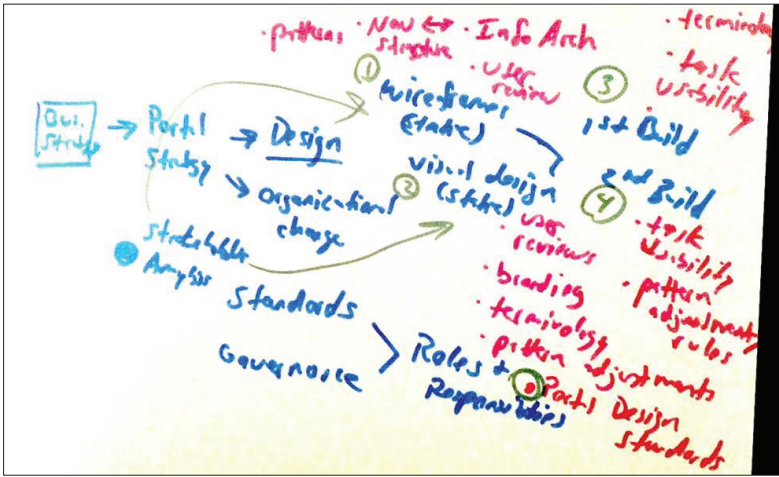 · patterns
· Nav ↔ · Info Arch
structure
· user
review
· terminology
· task
usability
1
wireframes
(static)
3
1st Build
Bus.
Strategy
→ Portal
Strategy
→ Design
→ Organizational
change
2
visual design
(static)
2nd Build
4
· user
reviews
· branding
· terminology
· pattern adjustments
· task
usibility
· pattern
adjustments
rules
Stakeholder
Analysis
Standards
Governance
Roles +
Responsibilities
· Portal Design
Standards